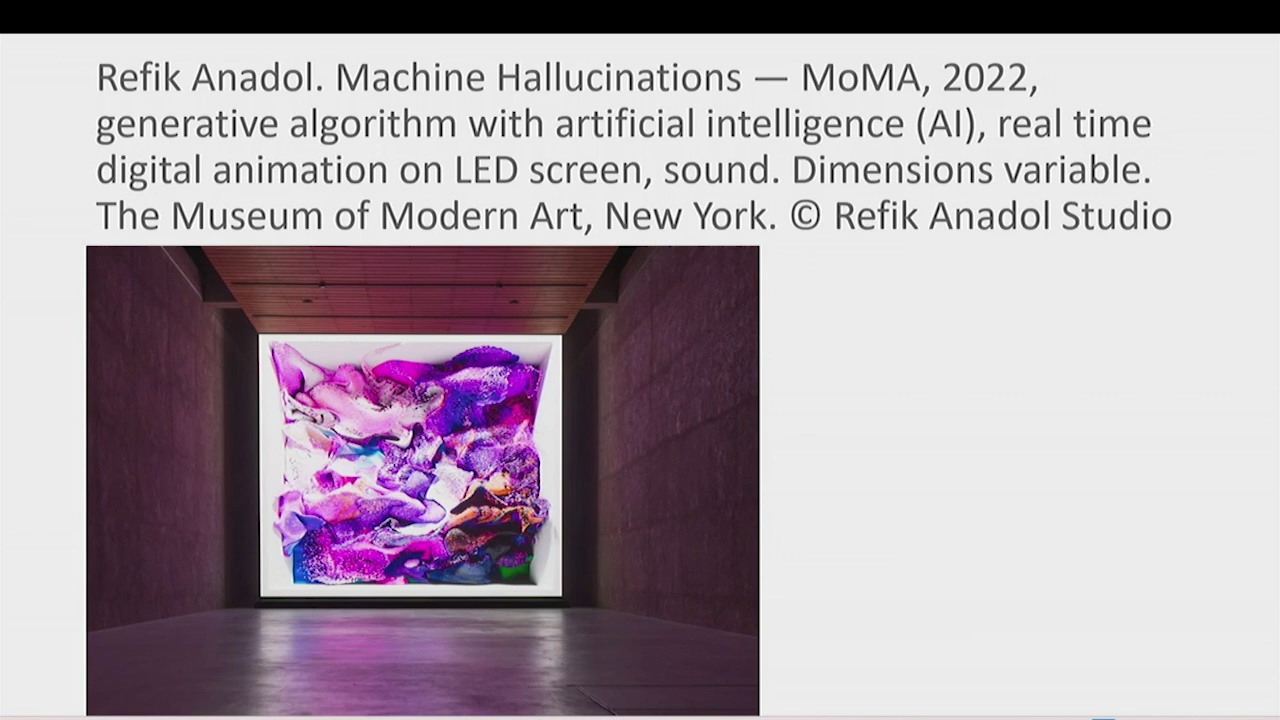 Refik Anadol. Machine Hallucinations — MoMA, 2022,
generative algorithm with artificial intelligence (AI), real time
digital animation on LED screen, sound. Dimensions variable.
The Museum of Modern Art, New York. © Refik Anadol Studio